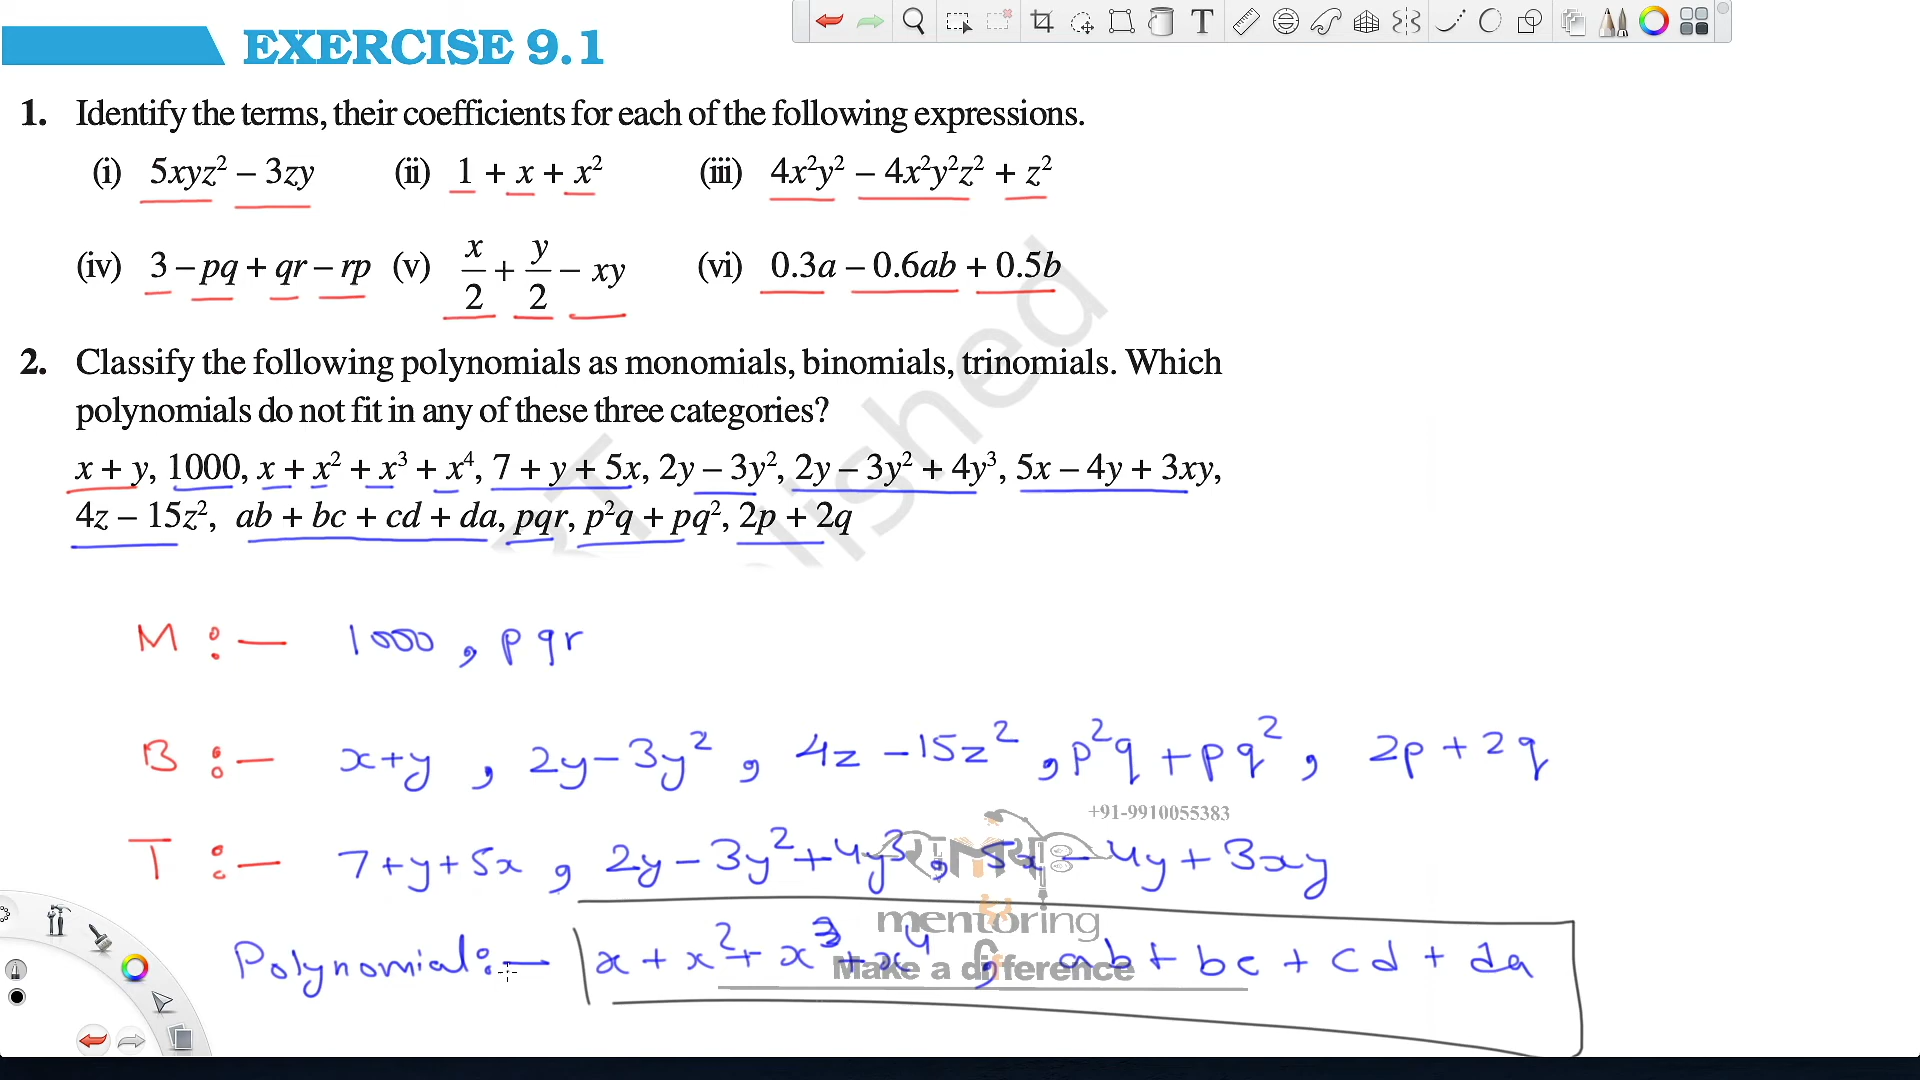 EXERCISE 9.1
1. Identify the terms, their coefficients for each of the following expressions.
(i) 5xyz² – 3zy (ii) 1 + x + x² (iii) 4x²y² – 4x²y²z² + z²
(iv) 3 – pq + qr – rp (v) x/2 + y/2 – xy (vi) 0.3a – 0.6ab + 0.5b
2. Classify the following polynomials as monomials, binomials, trinomials. Which
polynomials do not fit in any of these three categories?
x + y, 1000, x + x² + x³ + x⁴, 7 + y + 5x, 2y – 3y², 2y – 3y² + 4y³, 5x – 4y + 3xy,
4z – 15z², ab + bc + cd + da, pqr, p²q + pq², 2p + 2q
M :– 1000, pqr
B :– x+y, 2y–3y², 4z –15z², p²q + pq², 2p + 2q
+91-9910055383
T :– 7+y+5x, 2y–3y²+4y³, 5x – 4y + 3xy
mentoring
Polynomial:– x + x² + x³ + x⁴, ab + bc + cd + da
Make a difference